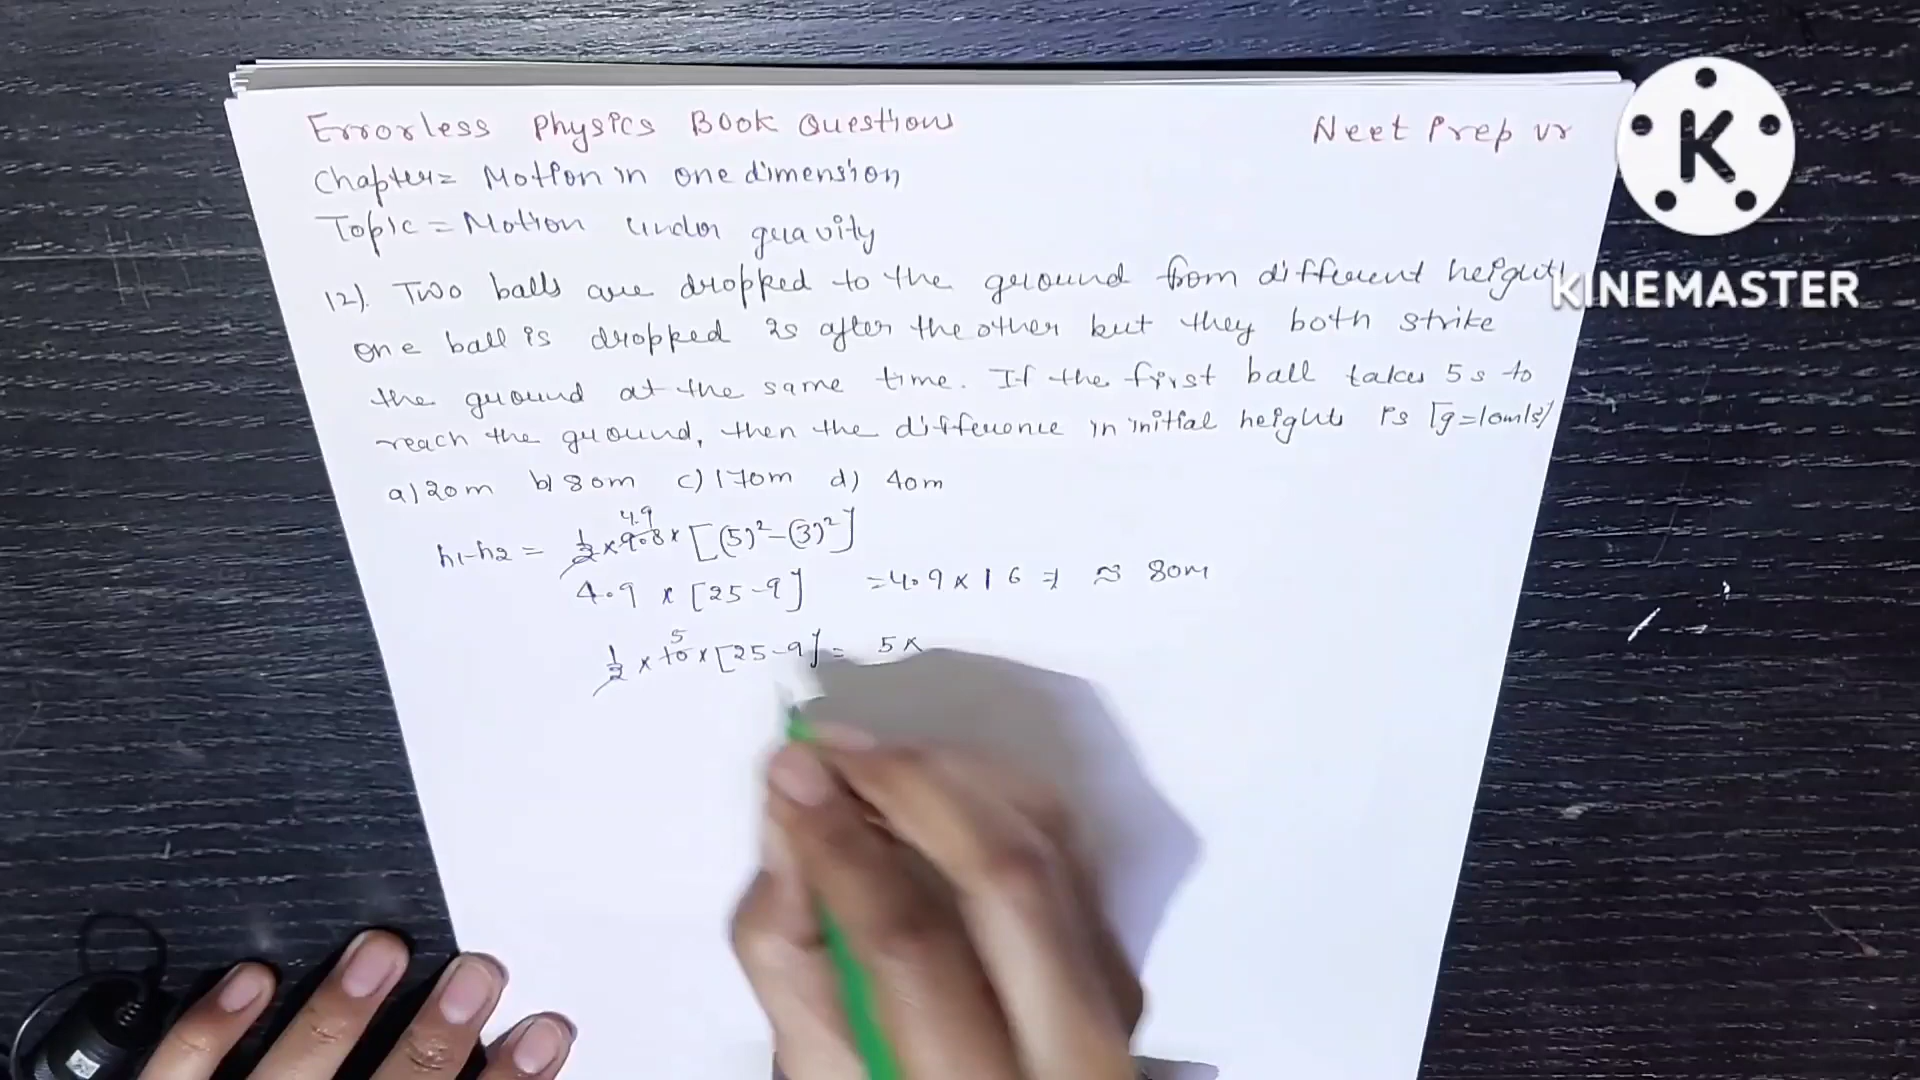 Errorless Physics Book Question Neet Prep vr
Chapter = Motion in one dimension
Topic = Motion under gravity
12). Two balls are dropped to the ground from different height
one ball is dropped 2s after the other but they both strike
the ground at the same time. If the first ball takes 5s to
reach the ground, then the difference in initial heights is [g=10m/s²]
a) 20m b) 80m c) 170m d) 40m
h1-h2 = 1/2 × 9.8 4.9 × [(5)² - (3)²]
4.9 × [25-9] = 4.9 × 16 ⇒ ≈ 80m
1/2 × 10 5 × [25-9] = 5 ×
K
KINEMASTER